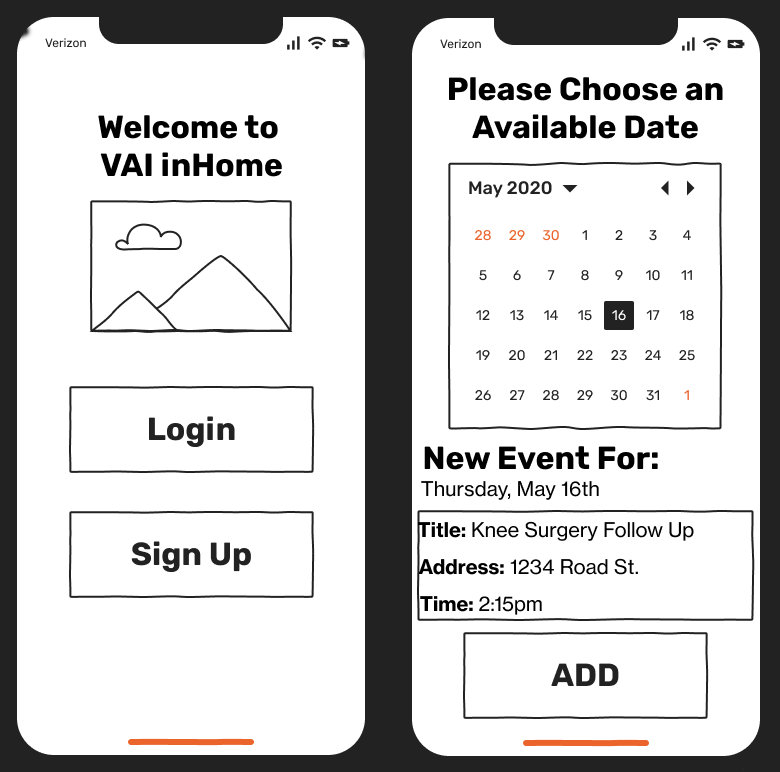 Verizon
Welcome to
VAI inHome
Login
Sign Up
Verizon
Please Choose an
Available Date
May 2020
28 29 30 1 2 3 4
5 6 7 8 9 10 11
12 13 14 15 16 17 18
19 20 21 22 23 24 25
26 27 28 29 30 31 1
New Event For:
Thursday, May 16th
Title: Knee Surgery Follow Up
Address: 1234 Road St.
Time: 2:15pm
ADD